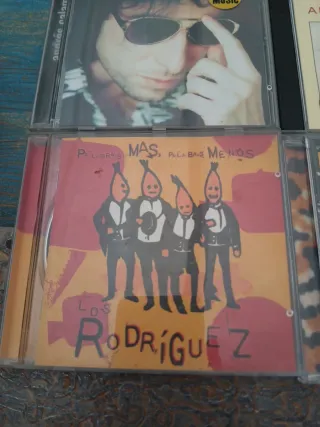 Music
PALABRAS MAS, PALABRAS MENOS
LOS
RODRÍGUEZ